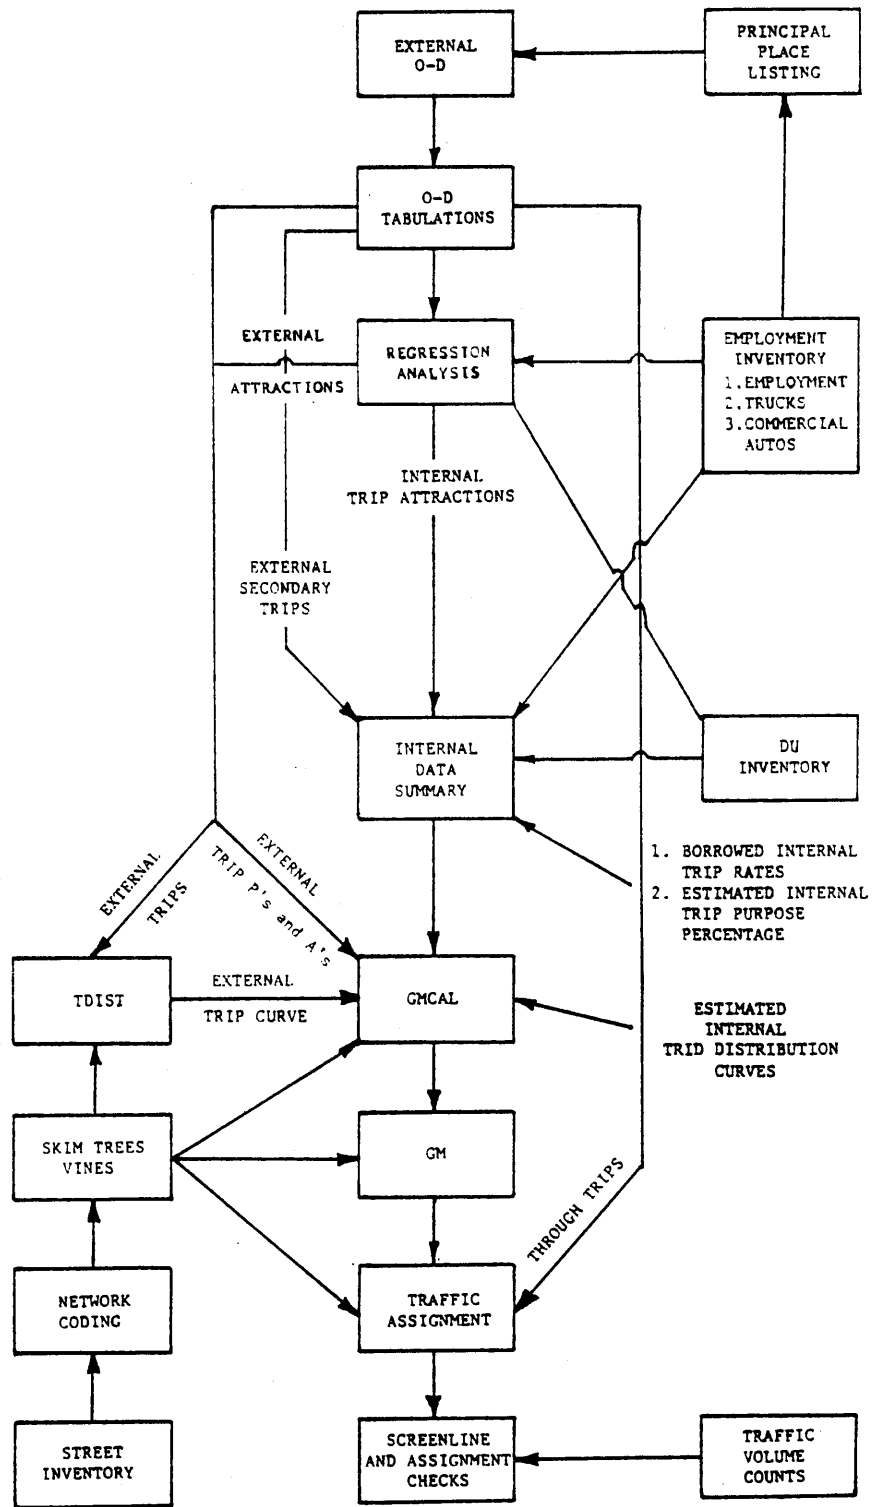 EXTERNAL
O-D
PRINCIPAL
PLACE
LISTING
O-D
TABULATIONS
EXTERNAL
ATTRACTIONS
REGRESSION
ANALYSIS
EMPLOYMENT
INVENTORY
1.EMPLOYMENT
2.TRUCKS
3.COMMERCIAL
AUTOS
INTERNAL
TRIP ATTRACTIONS
EXTERNAL
SECONDARY
TRIPS
INTERNAL
DATA
SUMMARY
DU
INVENTORY
1. BORROWED INTERNAL
TRIP RATES
2. ESTIMATED INTERNAL
TRIP PURPOSE
PERCENTAGE
EXTERNAL
TRIPS
EXTERNAL
TRIP P's and A's
TDIST
EXTERNAL
TRIP CURVE
GMCAL
ESTIMATED
INTERNAL
TRID DISTRIBUTION
CURVES
SKIM TREES
VINES
GM
THROUGH TRIPS
NETWORK
CODING
TRAFFIC
ASSIGNMENT
STREET
INVENTORY
SCREENLINE
AND ASSIGNMENT
CHECKS
TRAFFIC
VOLUME
COUNTS